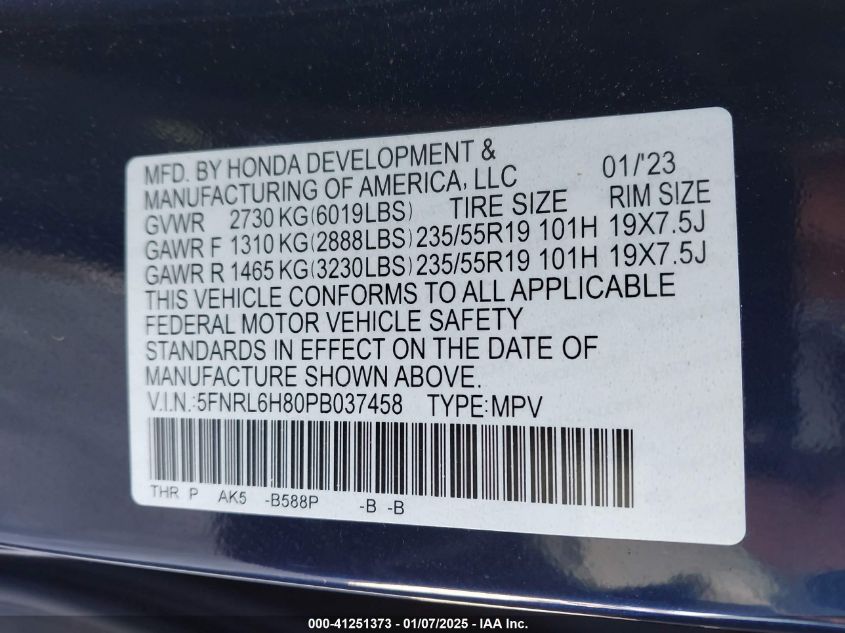 MFD. BY HONDA DEVELOPMENT & 01/'23
MANUFACTURING OF AMERICA, LLC
GVWR 2730 KG(6019LBS) TIRE SIZE RIM SIZE
GAWR F 1310 KG(2888LBS) 235/55R19 101H 19X7.5J
GAWR R 1465 KG(3230LBS) 235/55R19 101H 19X7.5J
THIS VEHICLE CONFORMS TO ALL APPLICABLE
FEDERAL MOTOR VEHICLE SAFETY
STANDARDS IN EFFECT ON THE DATE OF
MANUFACTURE SHOWN ABOVE.
V.I.N.:5FNRL6H80PB037458 TYPE:MPV
THR P AK5 -B588P -B -B
000-41251373 — 01/07/2025 — IAA Inc.